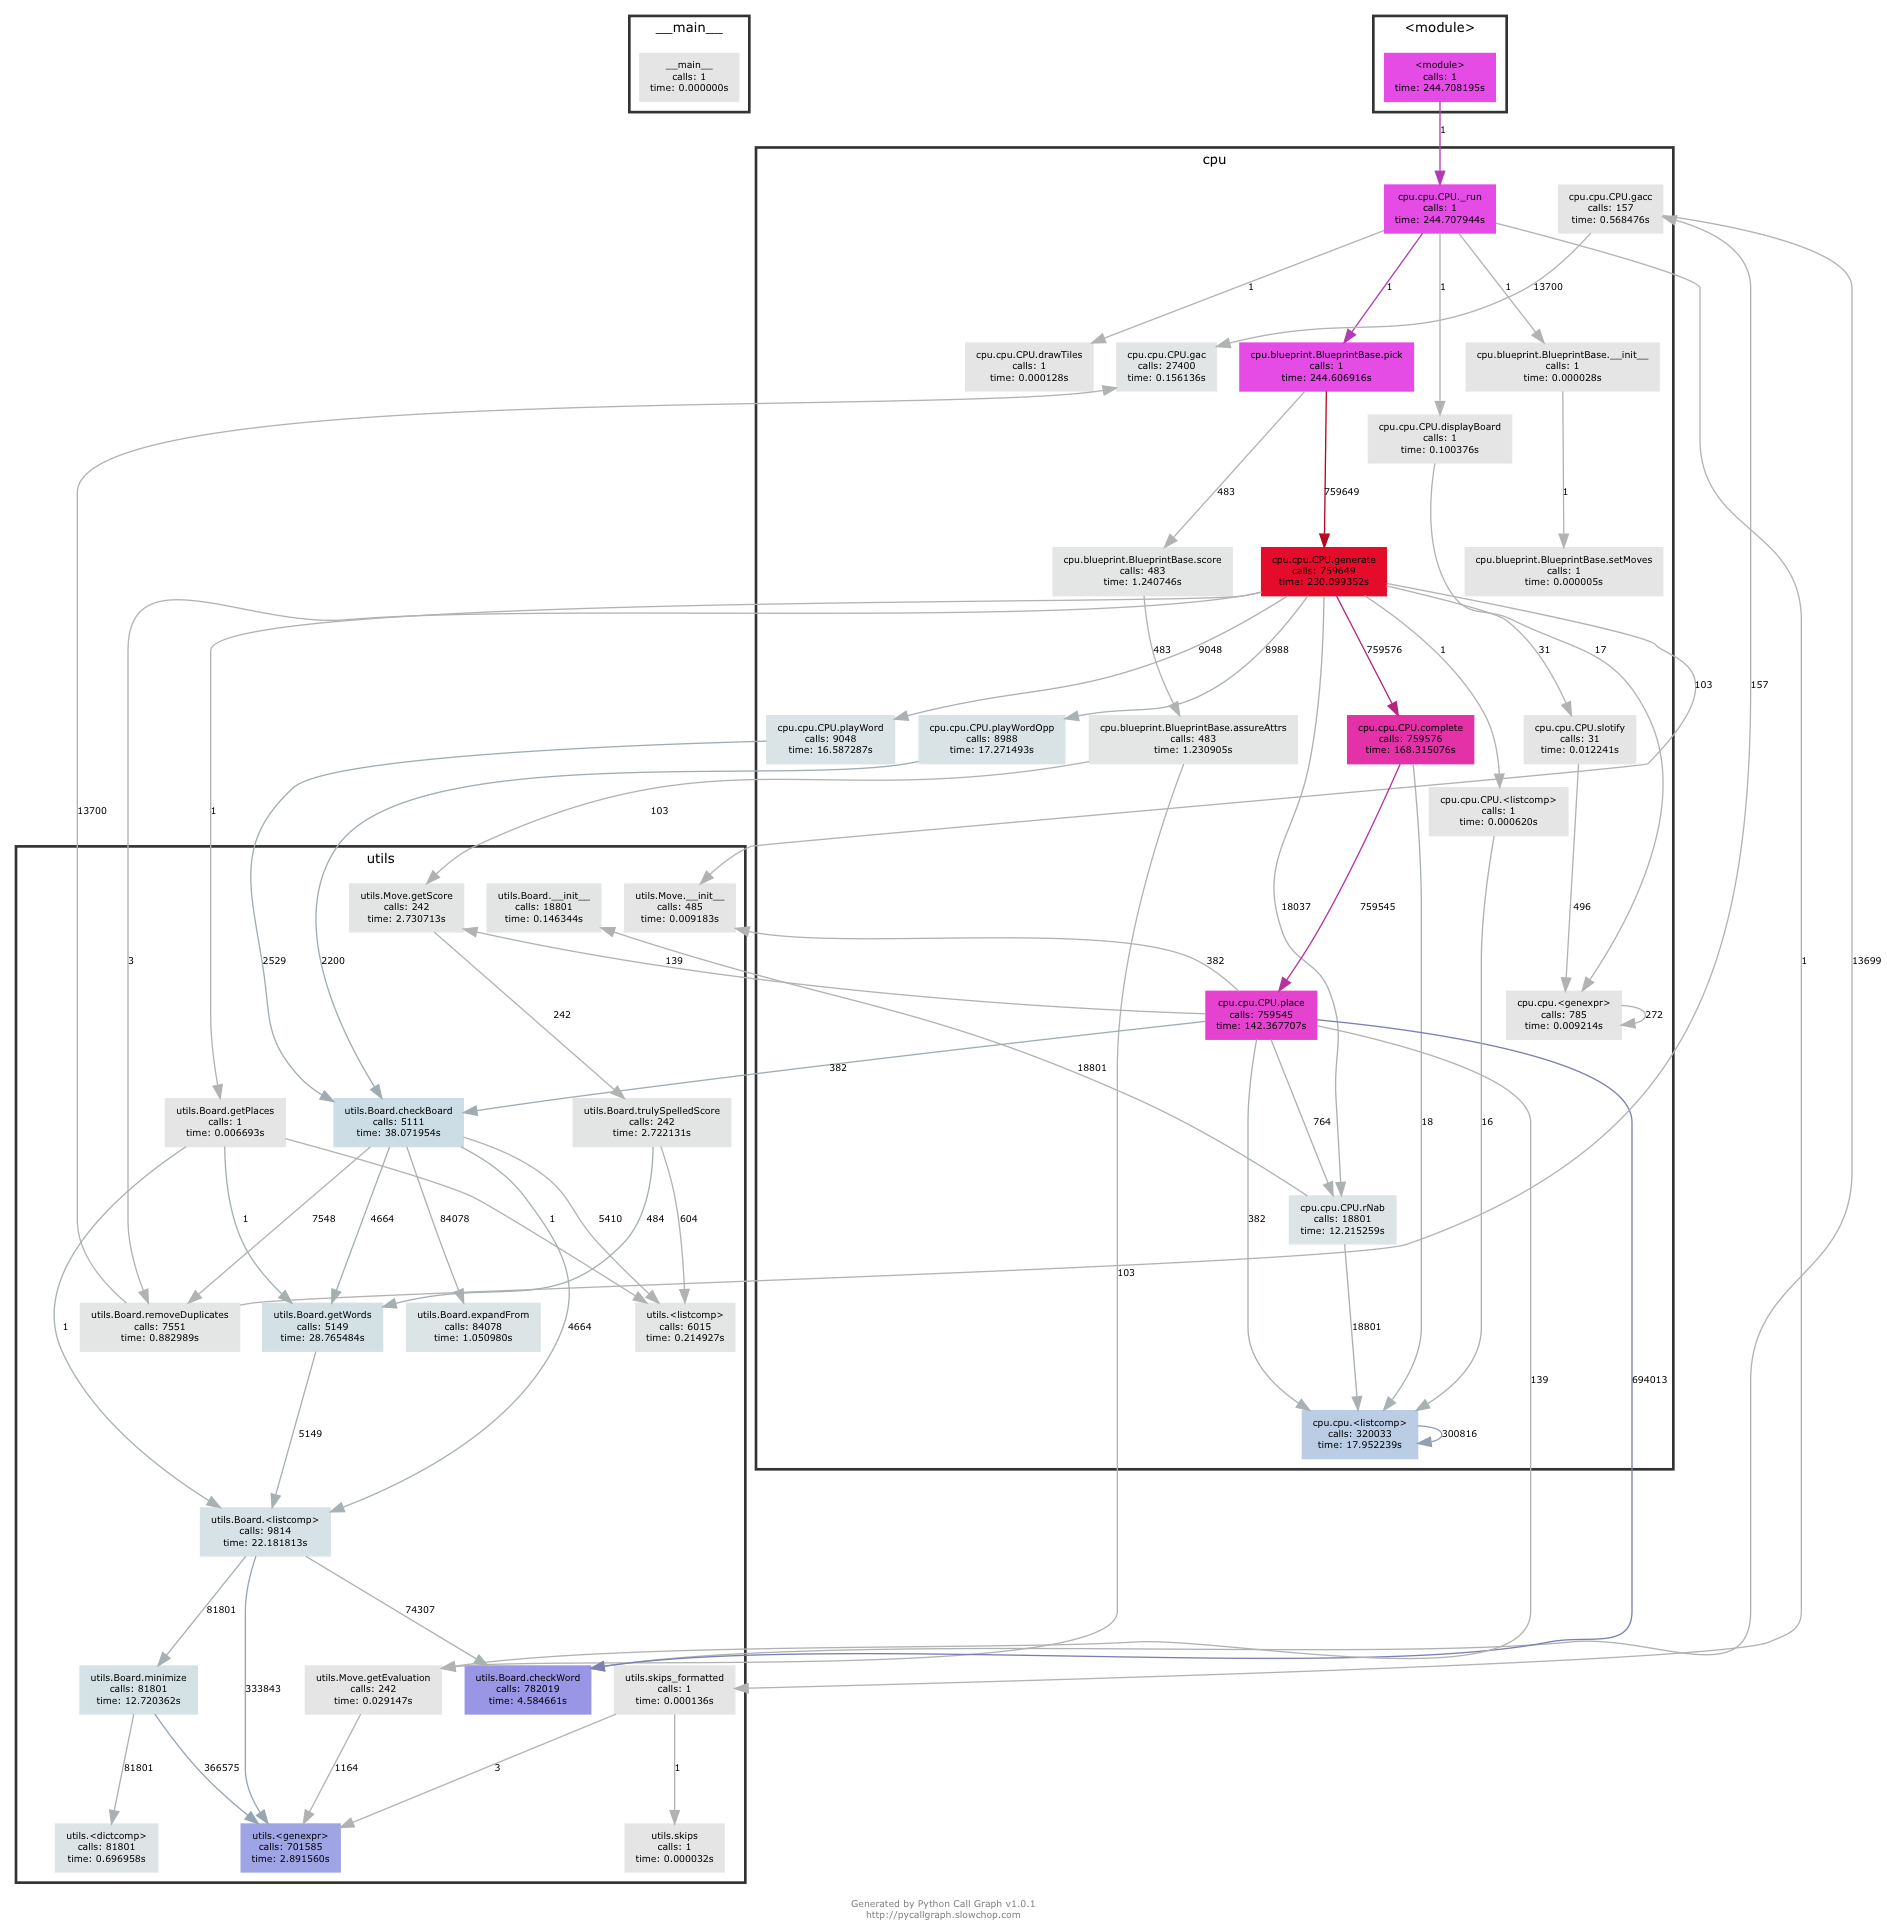 __main__
<module>
__main__
calls: 1
time: 0.000000s
<module>
calls: 1
time: 244.708195s
1
cpu
cpu.cpu.CPU._run
calls: 1
time: 244.707944s
cpu.cpu.CPU.gacc
calls: 157
time: 0.568476s
1
1
1
1
13700
cpu.cpu.CPU.drawTiles
calls: 1
time: 0.000128s
cpu.cpu.CPU.gac
calls: 27400
time: 0.156136s
cpu.blueprint.BlueprintBase.pick
calls: 1
time: 244.606916s
cpu.blueprint.BlueprintBase.__init__
calls: 1
time: 0.000028s
cpu.cpu.CPU.displayBoard
calls: 1
time: 0.100376s
483
759649
1
cpu.blueprint.BlueprintBase.score
calls: 483
time: 1.240746s
cpu.cpu.CPU.generate
calls: 759649
time: 230.099352s
cpu.blueprint.BlueprintBase.setMoves
calls: 1
time: 0.000005s
483
9048
8988
759576
1
31
17
103
157
cpu.cpu.CPU.playWord
calls: 9048
time: 16.587287s
cpu.cpu.CPU.playWordOpp
calls: 8988
time: 17.271493s
cpu.blueprint.BlueprintBase.assureAttrs
calls: 483
time: 1.230905s
cpu.cpu.CPU.complete
calls: 759576
time: 168.315076s
cpu.cpu.CPU.slotify
calls: 31
time: 0.012241s
cpu.cpu.CPU.<listcomp>
calls: 1
time: 0.000620s
13700
1
103
utils
utils.Move.getScore
calls: 242
time: 2.730713s
utils.Board.__init__
calls: 18801
time: 0.146344s
utils.Move.__init__
calls: 485
time: 0.009183s
18037
759545
496
3
2529
2200
139
382
1
13699
242
cpu.cpu.CPU.place
calls: 759545
time: 142.367707s
cpu.cpu.<genexpr>
calls: 785
time: 0.009214s
272
382
18801
utils.Board.getPlaces
calls: 1
time: 0.006693s
utils.Board.checkBoard
calls: 5111
time: 38.071954s
utils.Board.trulySpelledScore
calls: 242
time: 2.722131s
764
18
16
1
7548
4664
84078
1
5410
484
604
382
cpu.cpu.CPU.rNab
calls: 18801
time: 12.215259s
103
utils.Board.removeDuplicates
calls: 7551
time: 0.882989s
utils.Board.getWords
calls: 5149
time: 28.765484s
utils.Board.expandFrom
calls: 84078
time: 1.050980s
utils.<listcomp>
calls: 6015
time: 0.214927s
1
4664
18801
139
694013
5149
cpu.cpu.<listcomp>
calls: 320033
time: 17.952239s
300816
utils.Board.<listcomp>
calls: 9814
time: 22.181813s
81801
74307
utils.Board.minimize
calls: 81801
time: 12.720362s
333843
utils.Move.getEvaluation
calls: 242
time: 0.029147s
utils.Board.checkWord
calls: 782019
time: 4.584661s
utils.skips_formatted
calls: 1
time: 0.000136s
81801
366575
1164
3
1
utils.<dictcomp>
calls: 81801
time: 0.696958s
utils.<genexpr>
calls: 701585
time: 2.891560s
utils.skips
calls: 1
time: 0.000032s
Generated by Python Call Graph v1.0.1
http://pycallgraph.slowchop.com